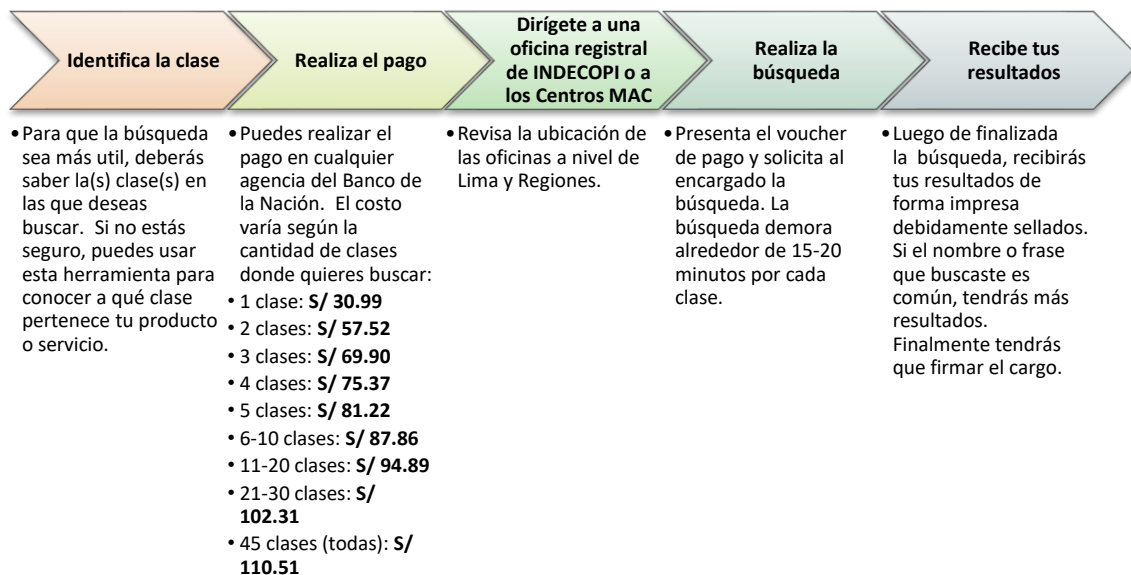 Identifica la clase
Realiza el pago
Dirígete a una
oficina registral
de INDECOPI o a
los Centros MAC
Realiza la
búsqueda
Recibe tus
resultados
•Para que la búsqueda
sea más util, deberás
saber la(s) clase(s) en
las que deseas
buscar. Si no estás
seguro, puedes usar
esta herramienta para
conocer a qué clase
pertenece tu producto
o servicio.
•Puedes realizar el
pago en cualquier
agencia del Banco de
la Nación. El costo
varía según la
cantidad de clases
donde quieres buscar:
• 1 clase: S/ 30.99
• 2 clases: S/ 57.52
• 3 clases: S/ 69.90
• 4 clases: S/ 75.37
• 5 clases: S/ 81.22
• 6-10 clases: S/ 87.86
• 11-20 clases: S/ 94.89
• 21-30 clases: S/
102.31
• 45 clases (todas): S/
110.51
•Revisa la ubicación de
las oficinas a nivel de
Lima y Regiones.
•Presenta el voucher
de pago y solicita al
encargado la
búsqueda. La
búsqueda demora
alrededor de 15-20
minutos por cada
clase.
•Luego de finalizada
la búsqueda, recibirás
tus resultados de
forma impresa
debidamente sellados.
Si el nombre o frase
que buscaste es
común, tendrás más
resultados.
Finalmente tendrás
que firmar el cargo.